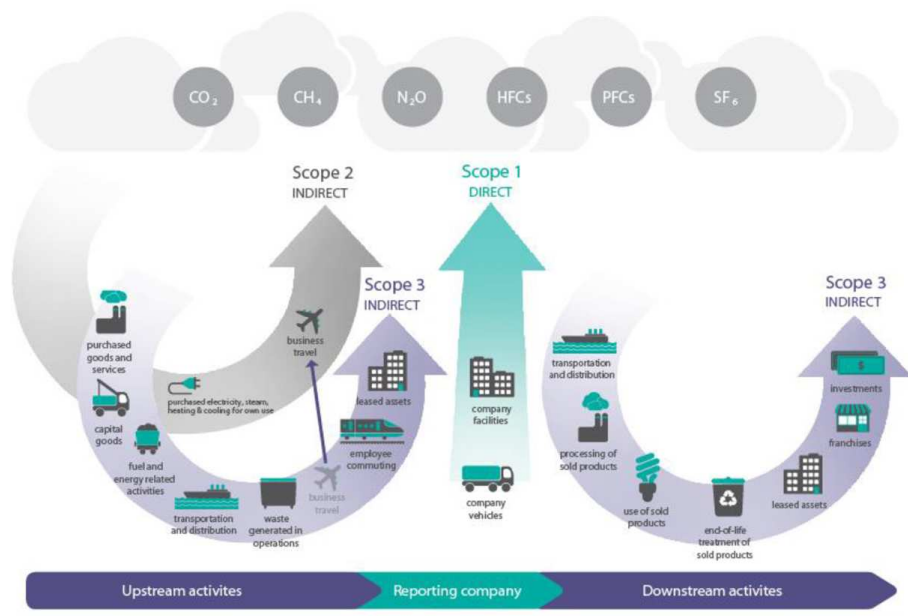 CO₂
CH₄
N₂O
HFCs
PFCs
SF₆
Scope 2
INDIRECT
Scope 1
DIRECT
Scope 3
INDIRECT
Scope 3
INDIRECT
purchased
goods and
services
capital
goods
fuel and
energy related
activities
transportation
and distribution
waste
generated in
operations
business
travel
purchased electricity, steam,
heating & cooling for own use
business
travel
employee
commuting
leased assets
company
facilities
company
vehicles
transportation
and distribution
processing of
sold products
use of sold
products
end-of-life
treatment of
sold products
leased assets
franchises
$
investments
Upstream activites
Reporting company
Downstream activites